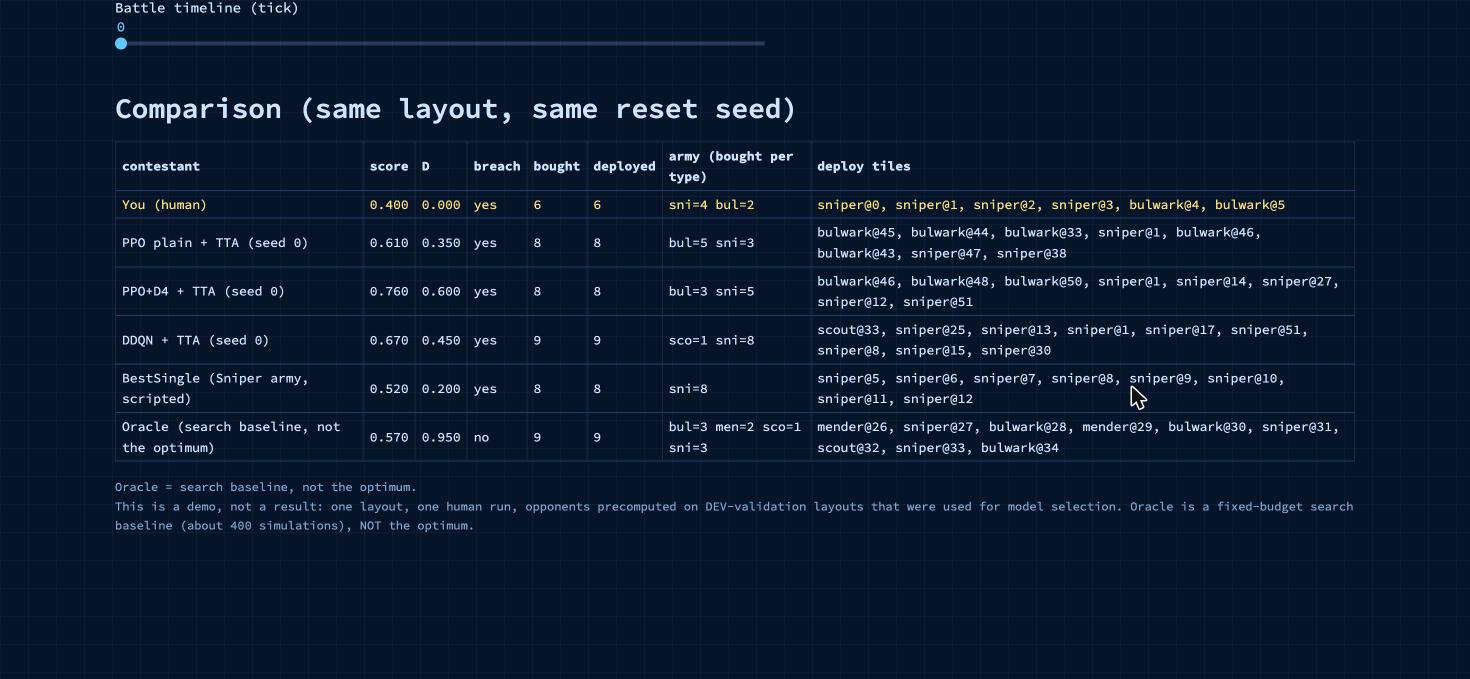 Battle timeline (tick)
0
Comparison (same layout, same reset seed)
contestant score D breach bought deployed army (bought per type) deploy tiles
You (human) 0.400 0.000 yes 6 6 sni=4 bul=2 sniper@0, sniper@1, sniper@2, sniper@3, bulwark@4, bulwark@5
PPO plain + TTA (seed 0) 0.610 0.350 yes 8 8 bul=5 sni=3 bulwark@45, bulwark@44, bulwark@33, sniper@1, bulwark@46,
bulwark@43, sniper@47, sniper@38
PPO+D4 + TTA (seed 0) 0.760 0.600 yes 8 8 bul=3 sni=5 bulwark@46, bulwark@48, bulwark@50, sniper@1, sniper@14, sniper@27,
sniper@12, sniper@51
DDQN + TTA (seed 0) 0.670 0.450 yes 9 9 sco=1 sni=8 scout@33, sniper@25, sniper@13, sniper@1, sniper@17, sniper@51,
sniper@8, sniper@15, sniper@30
BestSingle (Sniper army, scripted) 0.520 0.200 yes 8 8 sni=8 sniper@5, sniper@6, sniper@7, sniper@8, sniper@9, sniper@10,
sniper@11, sniper@12
Oracle (search baseline, not the optimum) 0.570 0.950 no 9 9 bul=3 men=2 sco=1 sni=3 mender@26, sniper@27, bulwark@28, mender@29, bulwark@30, sniper@31,
scout@32, sniper@33, bulwark@34
Oracle = search baseline, not the optimum.
This is a demo, not a result: one layout, one human run, opponents precomputed on DEV-validation layouts that were used for model selection. Oracle is a fixed-budget search
baseline (about 400 simulations), NOT the optimum.